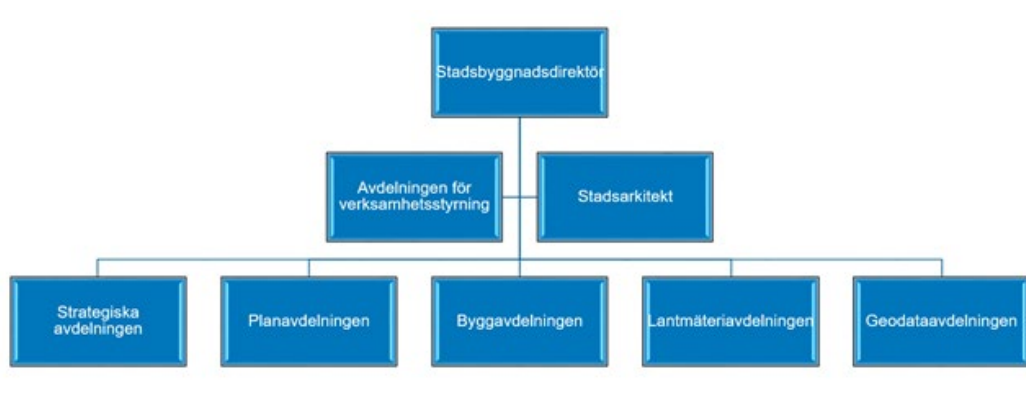 Stadsbyggnadsdirektör
Avdelningen för
verksamhetsstyrning
Stadsarkitekt
Strategiska
avdelningen
Planavdelningen
Byggavdelningen
Lantmäteriavdelningen
Geodataavdelningen